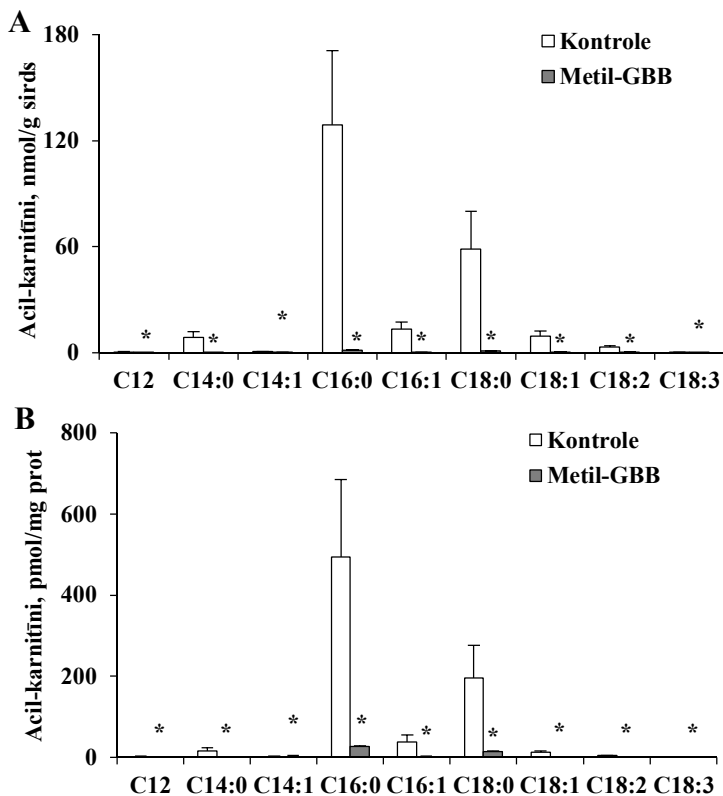 A
Acil-karnitīni, nmol/g sirds
180
120
60
0
Kontrole
Metil-GBB
* * * * * * * * *
C12 C14:0 C14:1 C16:0 C16:1 C18:0 C18:1 C18:2 C18:3
B
Acil-karnitīni, pmol/mg prot
800
600
400
200
0
Kontrole
Metil-GBB
* * * * * * * * *
C12 C14:0 C14:1 C16:0 C16:1 C18:0 C18:1 C18:2 C18:3